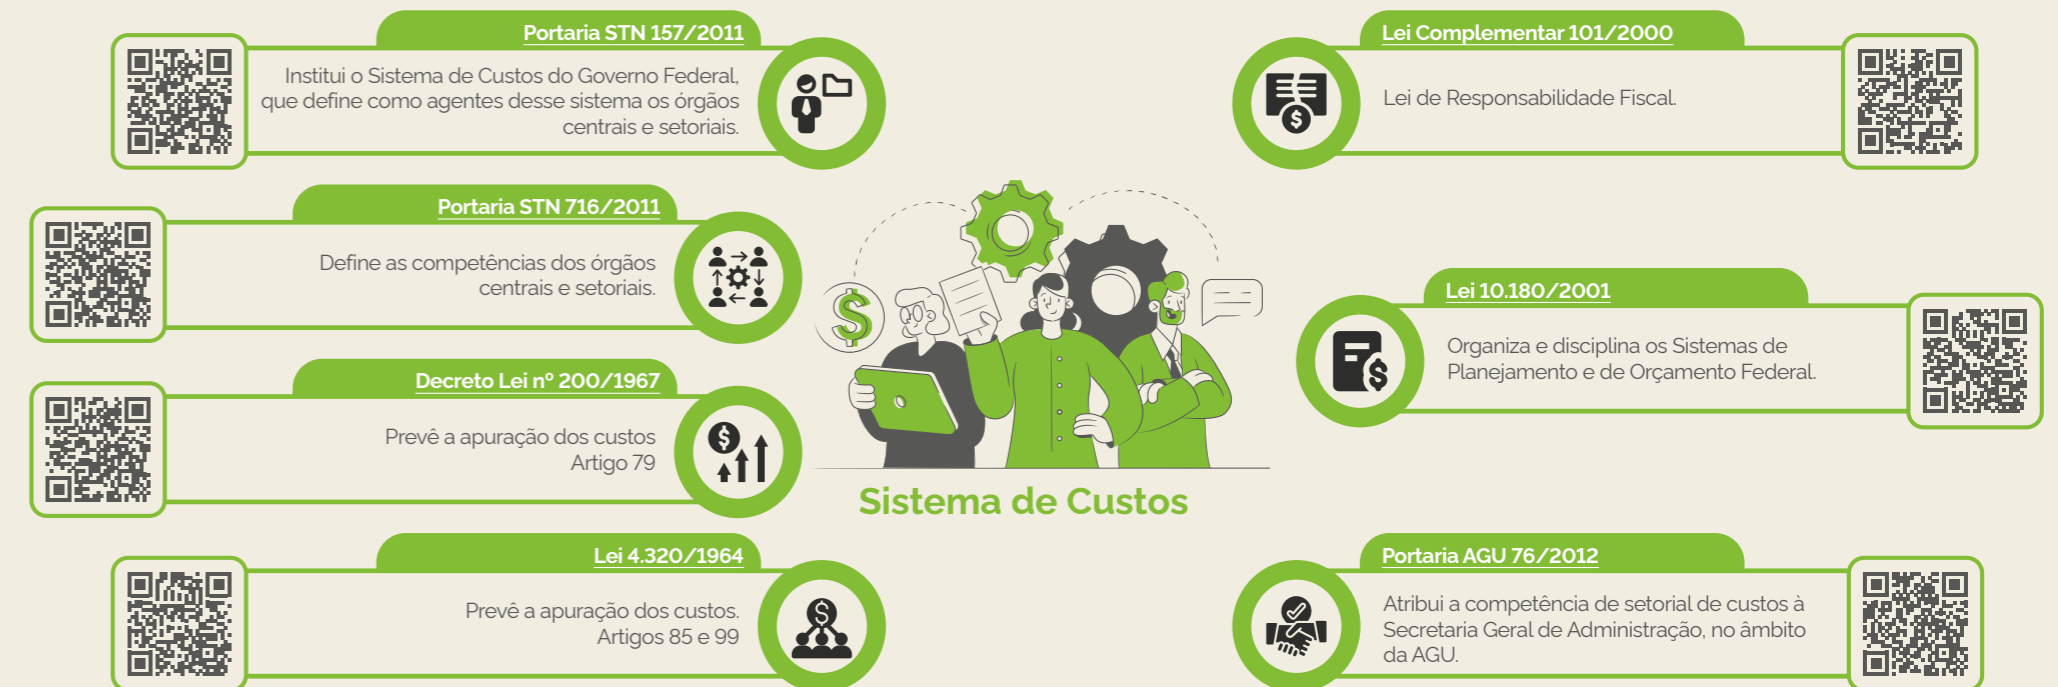 Portaria STN 157/2011
Institui o Sistema de Custos do Governo Federal,
que define como agentes desse sistema os órgãos
centrais e setoriais.
Portaria STN 716/2011
Define as competências dos órgãos
centrais e setoriais.
Decreto Lei nº 200/1967
Prevê a apuração dos custos
Artigo 79
Lei 4.320/1964
Prevê a apuração dos custos.
Artigos 85 e 99
Sistema de Custos
Lei Complementar 101/2000
Lei de Responsabilidade Fiscal.
Lei 10.180/2001
Organiza e disciplina os Sistemas de
Planejamento e de Orçamento Federal.
Portaria AGU 76/2012
Atribui a competência de setorial de custos à
Secretaria Geral de Administração, no âmbito
da AGU.